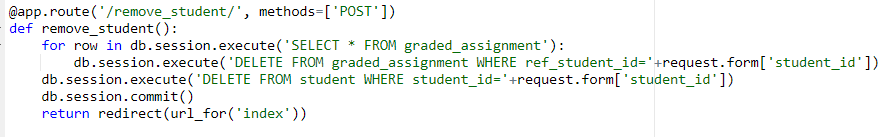 @app.route('/remove_student/', methods=['POST'])
def remove_student():
    for row in db.session.execute('SELECT * FROM graded_assignment'):
        db.session.execute('DELETE FROM graded_assignment WHERE ref_student_id='+request.form['student_id'])
    db.session.execute('DELETE FROM student WHERE student_id='+request.form['student_id'])
    db.session.commit()
    return redirect(url_for('index'))